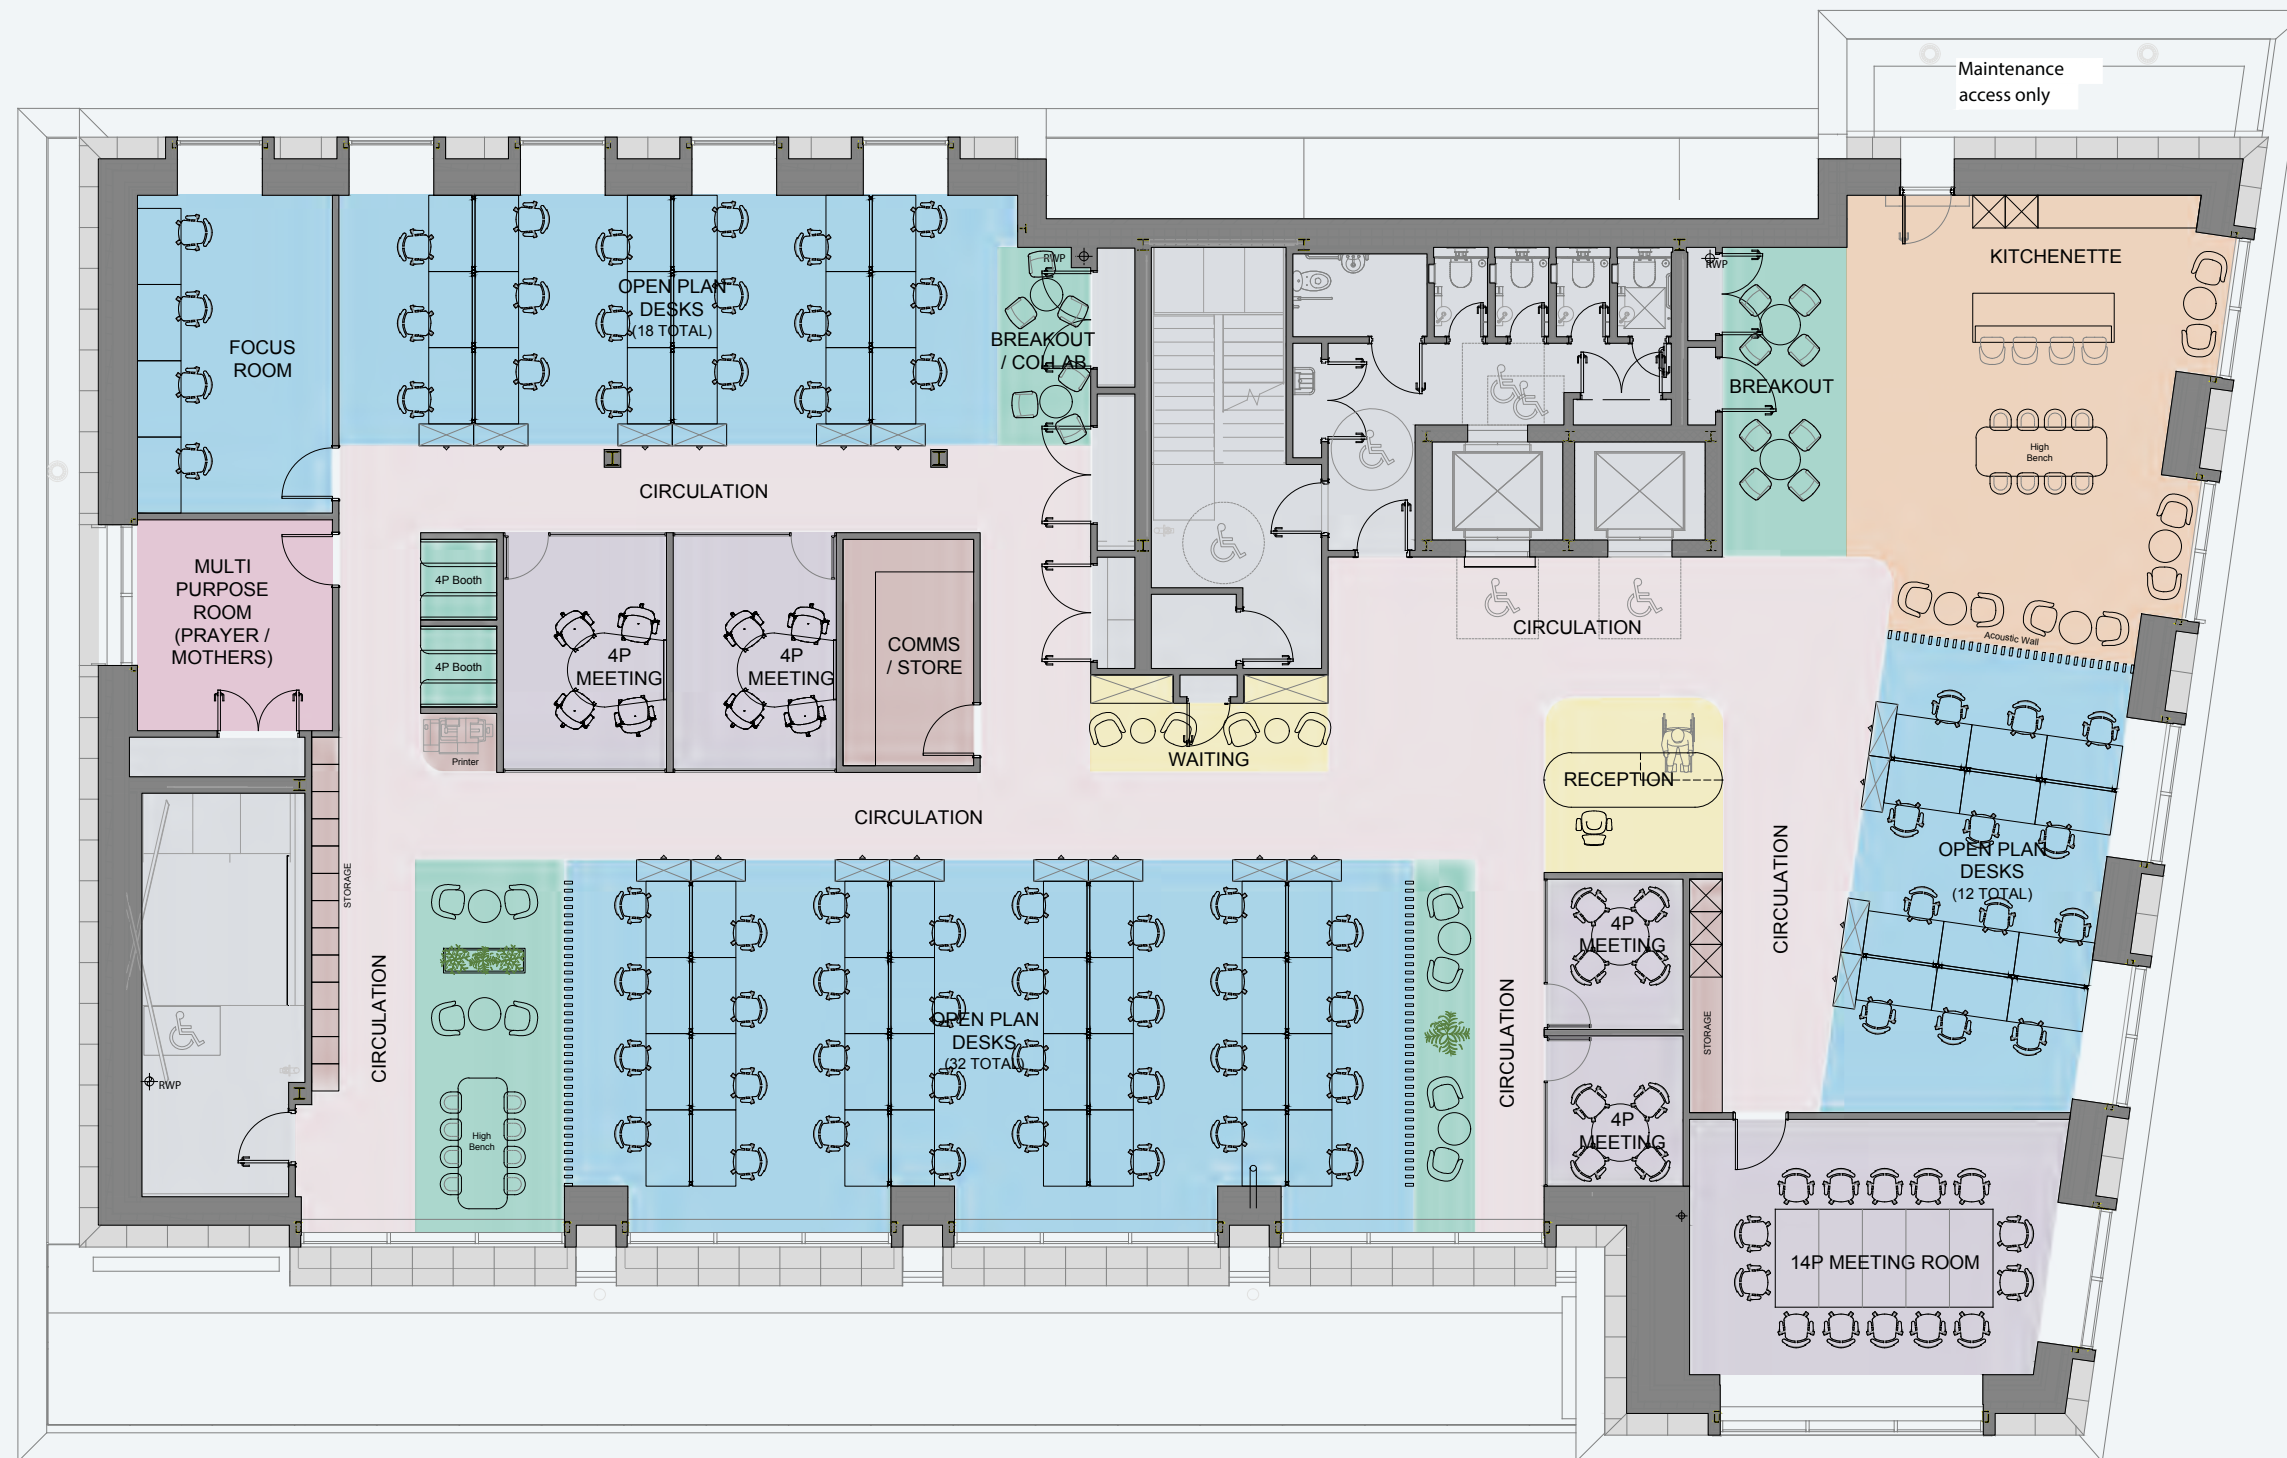 Maintenance
access only
KITCHENETTE
RWP
RWP
OPEN PLAN
DESKS
(18 TOTAL)
BREAKOUT
/ COLLAB
FOCUS
ROOM
BREAKOUT
High
Bench
CIRCULATION
MULTI
PURPOSE
ROOM
(PRAYER /
MOTHERS)
4P Booth
4P Booth
4P
MEETING
4P
MEETING
COMMS
/ STORE
CIRCULATION
Acoustic Wall
Printer
WAITING
RECEPTION
CIRCULATION
STORAGE
CIRCULATION
OPEN PLAN
DESKS
(12 TOTAL)
CIRCULATION
4P
MEETING
OPEN PLAN
DESKS
(32 TOTAL)
CIRCULATION
STORAGE
RWP
High
Bench
4P
MEETING
14P MEETING ROOM